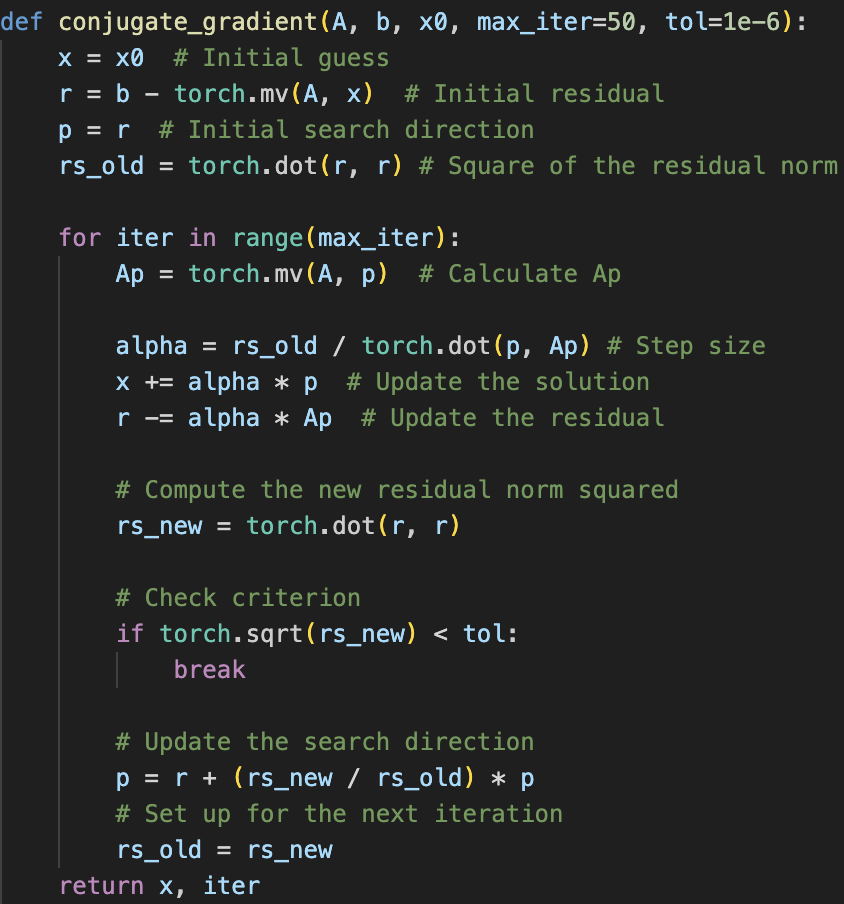 def conjugate_gradient(A, b, x0, max_iter=50, tol=1e-6):
    x = x0  # Initial guess
    r = b - torch.mv(A, x)  # Initial residual
    p = r  # Initial search direction
    rs_old = torch.dot(r, r) # Square of the residual norm

    for iter in range(max_iter):
        Ap = torch.mv(A, p)  # Calculate Ap

        alpha = rs_old / torch.dot(p, Ap) # Step size
        x += alpha * p  # Update the solution
        r -= alpha * Ap  # Update the residual

        # Compute the new residual norm squared
        rs_new = torch.dot(r, r)

        # Check criterion
        if torch.sqrt(rs_new) < tol:
            break

        # Update the search direction
        p = r + (rs_new / rs_old) * p
        # Set up for the next iteration
        rs_old = rs_new
    return x, iter